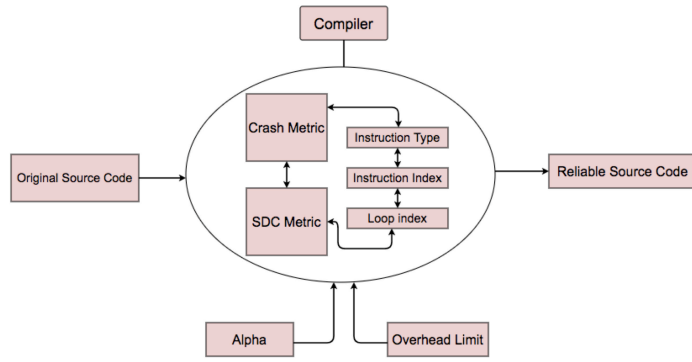 Compiler
Crash Metric
Instruction Type
Original Source Code
Instruction Index
Reliable Source Code
SDC Metric
Loop index
Alpha
Overhead Limit